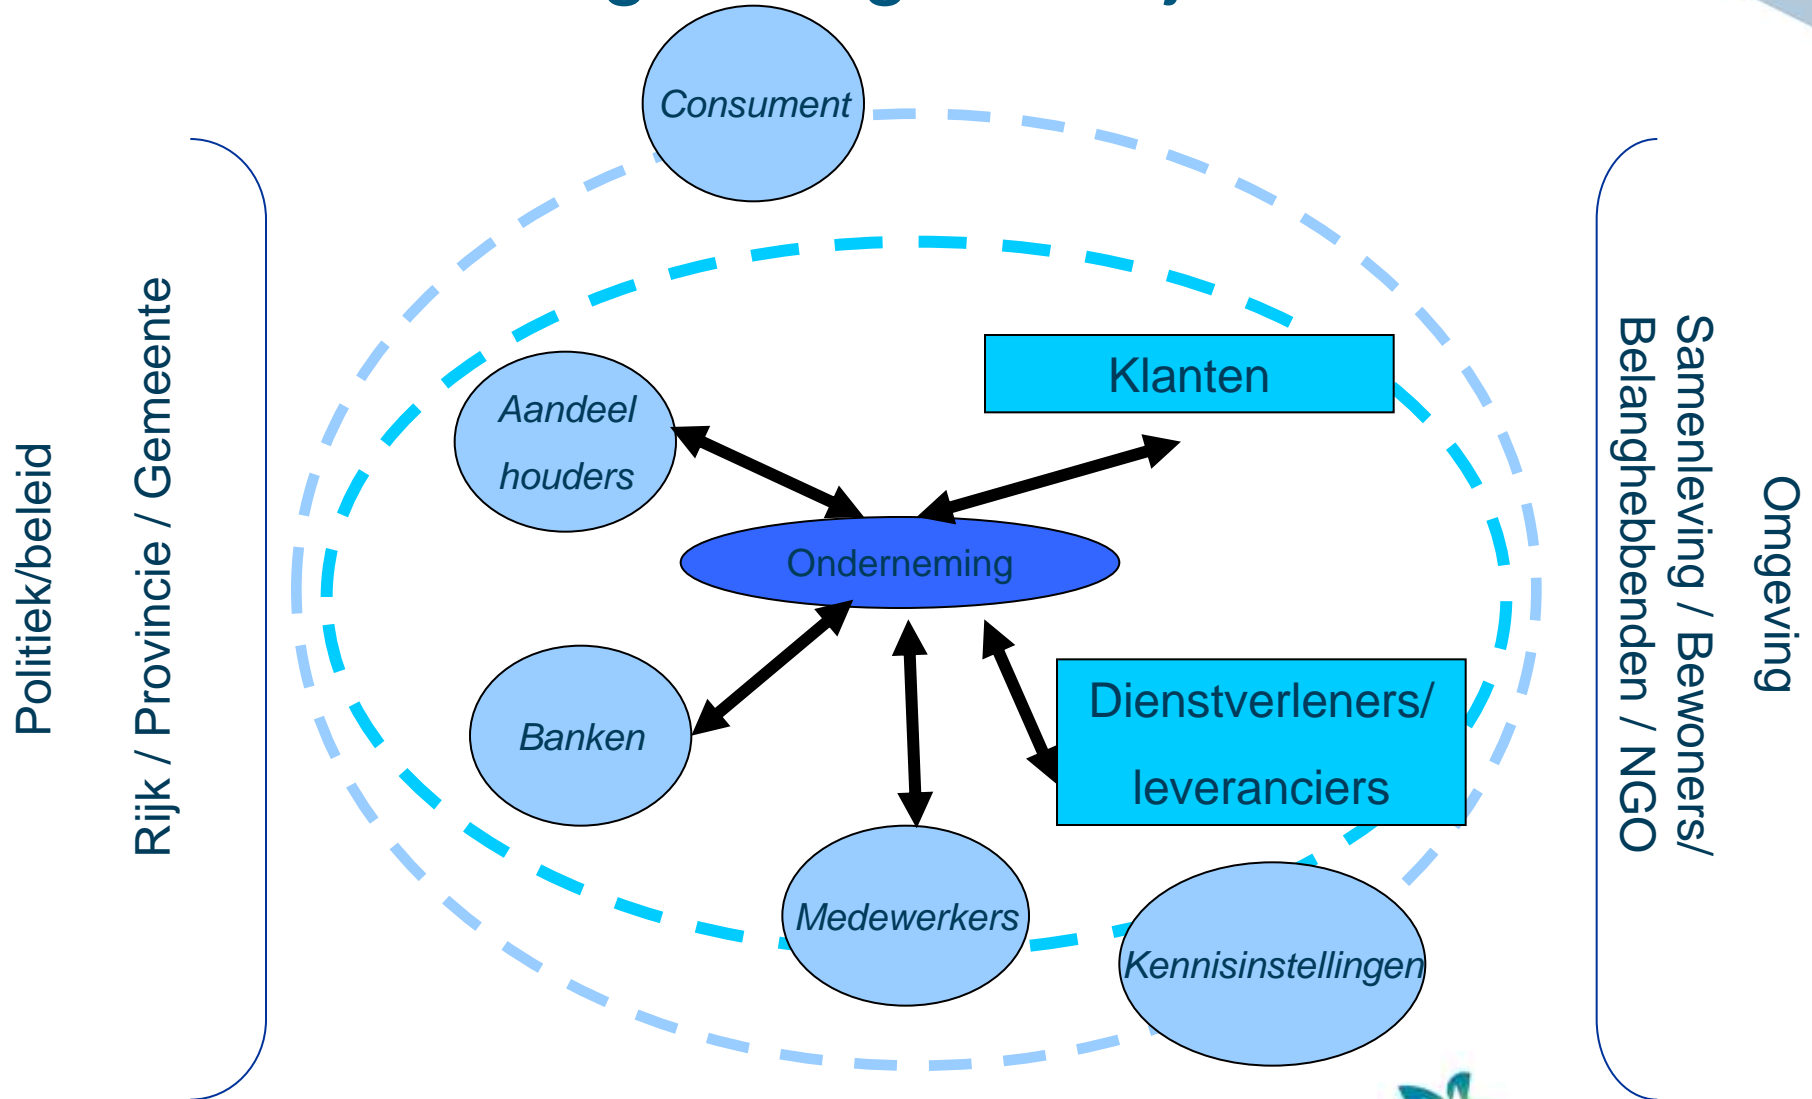 Consument
Politiek/beleid
Rijk / Provincie / Gemeente
Aandeel
houders
Klanten
Onderneming
Banken
Dienstverleners/
leveranciers
Medewerkers
Kennisinstellingen
Omgeving
Samenleving / Bewoners/
Belanghebbenden / NGO